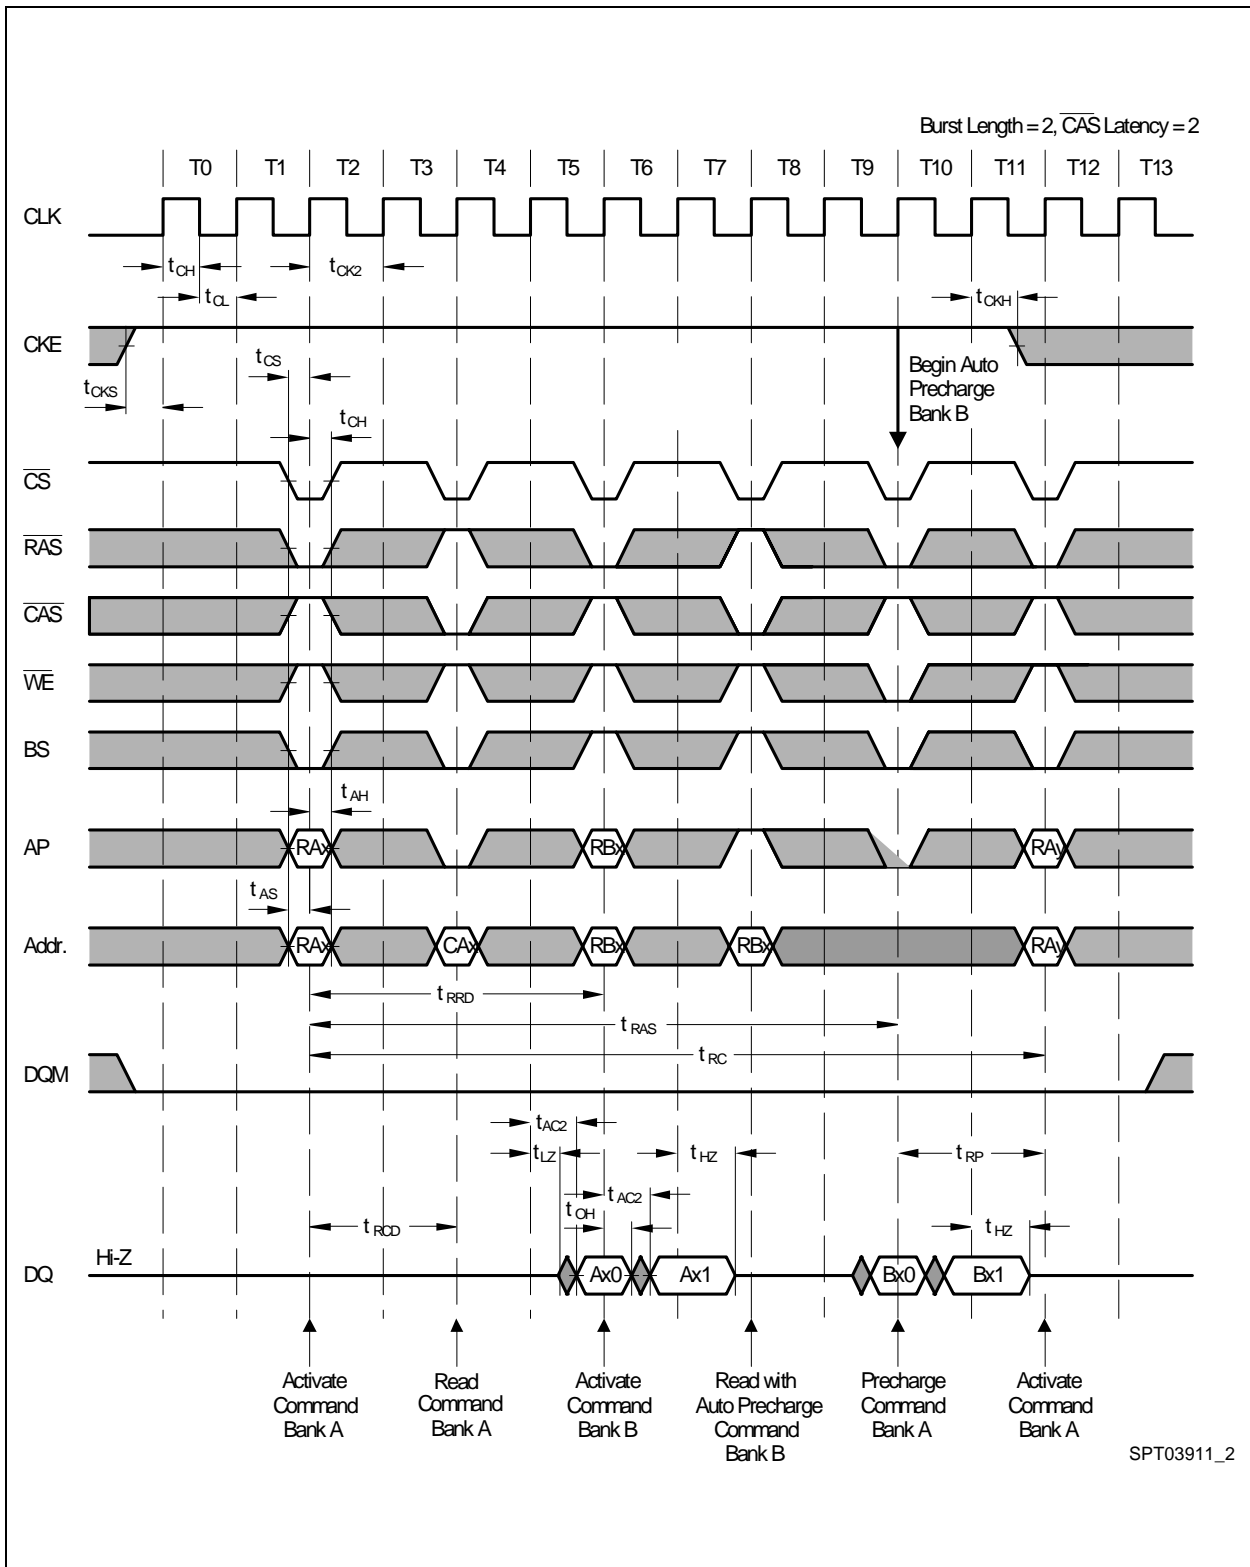 Burst Length = 2, CAS Latency = 2
T0 T1 T2 T3 T4 T5 T6 T7 T8 T9 T10 T11 T12 T13
CLK
tCH tCK2
tCL tCKH
CKE
tCS
tCKS
Begin Auto
Precharge
Bank B
tCH
CS
RAS
CAS
WE
BS
tAH
AP RAx RBx RAy
tAS
Addr. RAx CAx RBx RBx RAy
tRRD
tRAS
tRC
DQM
tAC2
tLZ tHZ tRP
tAC2
tOH
tRCD tHZ
Hi-Z
DQ Ax0 Ax1 Bx0 Bx1
Activate
Command
Bank A
Read
Command
Bank A
Activate
Command
Bank B
Read with
Auto Precharge
Command
Bank B
Precharge
Command
Bank A
Activate
Command
Bank A
SPT03911_2